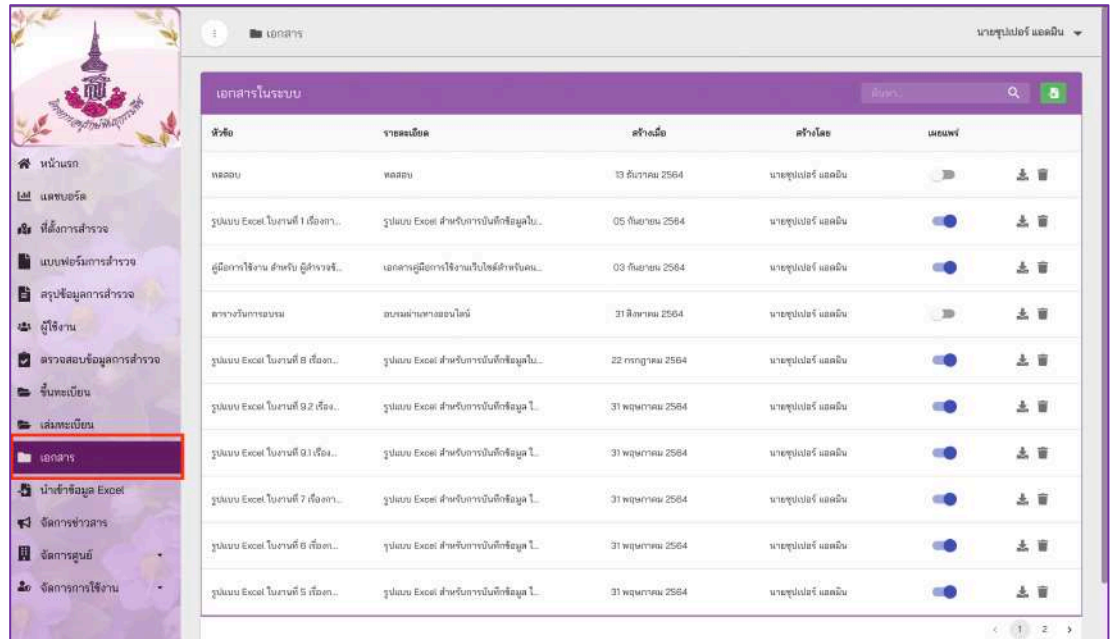 เอกสาร
นายซุปเปอร์ แอดมิน
เอกสารในระบบ
ค้นหา...
หัวข้อ รายละเอียด สร้างเมื่อ สร้างโดย เผยแพร่
ทดสอบ ทดสอบ 13 ธันวาคม 2564 นายซุปเปอร์ แอดมิน
รูปแบบ Excel ใบงานที่ 1 เรื่องกา... รูปแบบ Excel สำหรับการบันทึกข้อมูลใบ... 05 กันยายน 2564 นายซุปเปอร์ แอดมิน
คู่มือการใช้งาน สำหรับ ผู้สำรวจข้... เอกสารคู่มือการใช้งานเว็บไซต์สำหรับคน... 03 กันยายน 2564 นายซุปเปอร์ แอดมิน
ตารางวันการอบรม อบรมผ่านทางออนไลน์ 31 สิงหาคม 2564 นายซุปเปอร์ แอดมิน
รูปแบบ Excel ใบงานที่ 8 เรื่องก... รูปแบบ Excel สำหรับการบันทึกข้อมูลใบ... 22 กรกฎาคม 2564 นายซุปเปอร์ แอดมิน
รูปแบบ Excel ใบงานที่ 9.2 เรื่อง... รูปแบบ Excel สำหรับการบันทึกข้อมูล ใ... 31 พฤษภาคม 2564 นายซุปเปอร์ แอดมิน
รูปแบบ Excel ใบงานที่ 9.1 เรื่อง... รูปแบบ Excel สำหรับการบันทึกข้อมูล ใ... 31 พฤษภาคม 2564 นายซุปเปอร์ แอดมิน
รูปแบบ Excel ใบงานที่ 7 เรื่องกา... รูปแบบ Excel สำหรับการบันทึกข้อมูล ใ... 31 พฤษภาคม 2564 นายซุปเปอร์ แอดมิน
รูปแบบ Excel ใบงานที่ 6 เรื่องก... รูปแบบ Excel สำหรับการบันทึกข้อมูล ใ... 31 พฤษภาคม 2564 นายซุปเปอร์ แอดมิน
รูปแบบ Excel ใบงานที่ 5 เรื่องก... รูปแบบ Excel สำหรับการบันทึกข้อมูล ใ... 31 พฤษภาคม 2564 นายซุปเปอร์ แอดมิน
1 2
หน้าแรก
แดชบอร์ด
ที่ตั้งการสำรวจ
แบบฟอร์มการสำรวจ
สรุปข้อมูลการสำรวจ
ผู้ใช้งาน
ตรวจสอบข้อมูลการสำรวจ
ขึ้นทะเบียน
เล่มทะเบียน
เอกสาร
นำเข้าข้อมูล Excel
จัดการข่าวสาร
จัดการศูนย์
จัดการการใช้งาน